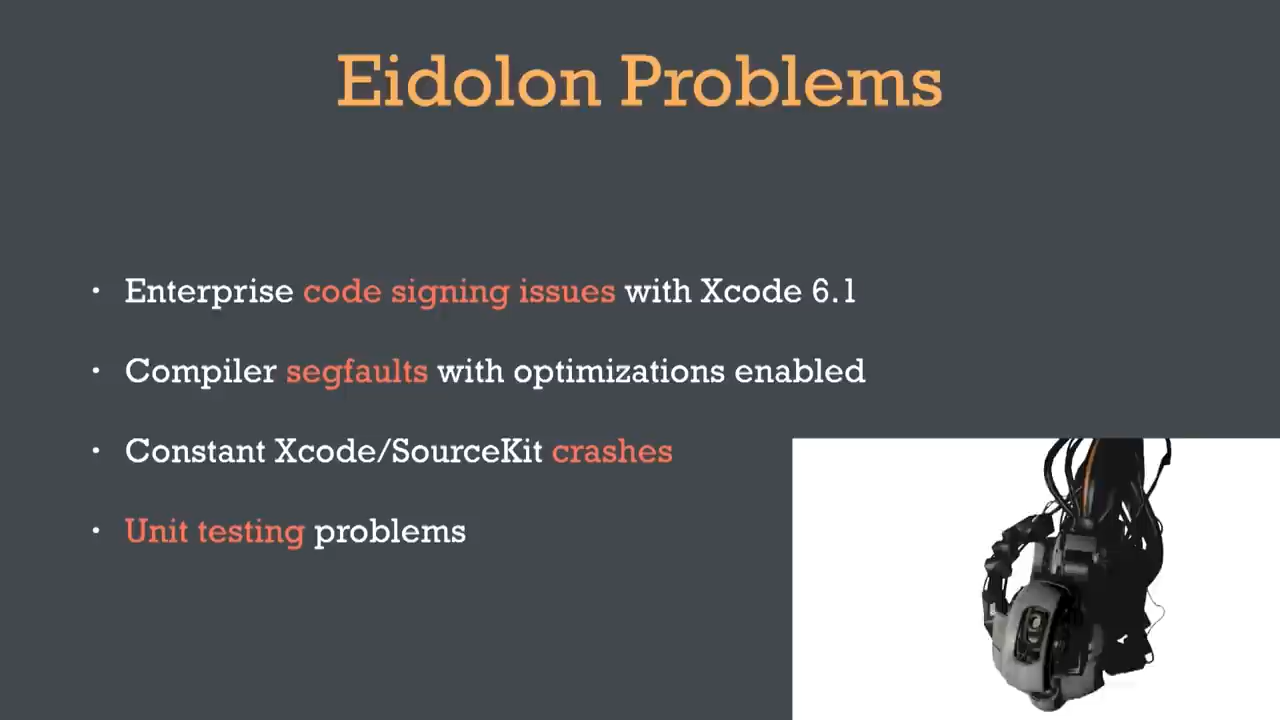 Eidolon Problems
• Enterprise code signing issues with Xcode 6.1
• Compiler segfaults with optimizations enabled
• Constant Xcode/SourceKit crashes
• Unit testing problems